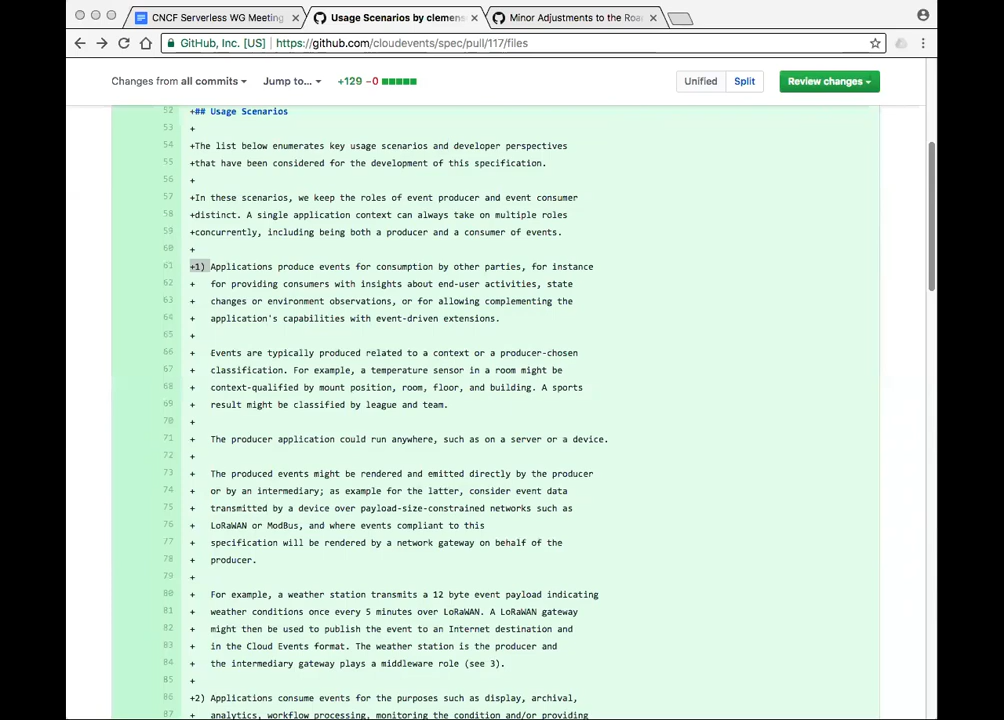 CNCF Serverless WG Meeting
Usage Scenarios by clemens
Minor Adjustments to the Roa
GitHub, Inc. [US] https://github.com/cloudevents/spec/pull/117/files
Changes from all commits Jump to... +129 −0 Unified Split Review changes
52 +## Usage Scenarios
53 +
54 +The list below enumerates key usage scenarios and developer perspectives
55 +that have been considered for the development of this specification.
56 +
57 +In these scenarios, we keep the roles of event producer and event consumer
58 +distinct. A single application context can always take on multiple roles
59 +concurrently, including being both a producer and a consumer of events.
60 +
61 +1) Applications produce events for consumption by other parties, for instance
62 + for providing consumers with insights about end-user activities, state
63 + changes or environment observations, or for allowing complementing the
64 + application's capabilities with event-driven extensions.
65 +
66 + Events are typically produced related to a context or a producer-chosen
67 + classification. For example, a temperature sensor in a room might be
68 + context-qualified by mount position, room, floor, and building. A sports
69 + result might be classified by league and team.
70 +
71 + The producer application could run anywhere, such as on a server or a device.
72 +
73 + The produced events might be rendered and emitted directly by the producer
74 + or by an intermediary; as example for the latter, consider event data
75 + transmitted by a device over payload-size-constrained networks such as
76 + LoRaWAN or ModBus, and where events compliant to this
77 + specification will be rendered by a network gateway on behalf of the
78 + producer.
79 +
80 + For example, a weather station transmits a 12 byte event payload indicating
81 + weather conditions once every 5 minutes over LoRaWAN. A LoRaWAN gateway
82 + might then be used to publish the event to an Internet destination and
83 + in the Cloud Events format. The weather station is the producer and
84 + the intermediary gateway plays a middleware role (see 3).
85 +
86 +2) Applications consume events for the purposes such as display, archival,
87 + analytics, workflow processing, monitoring the condition and/or providing